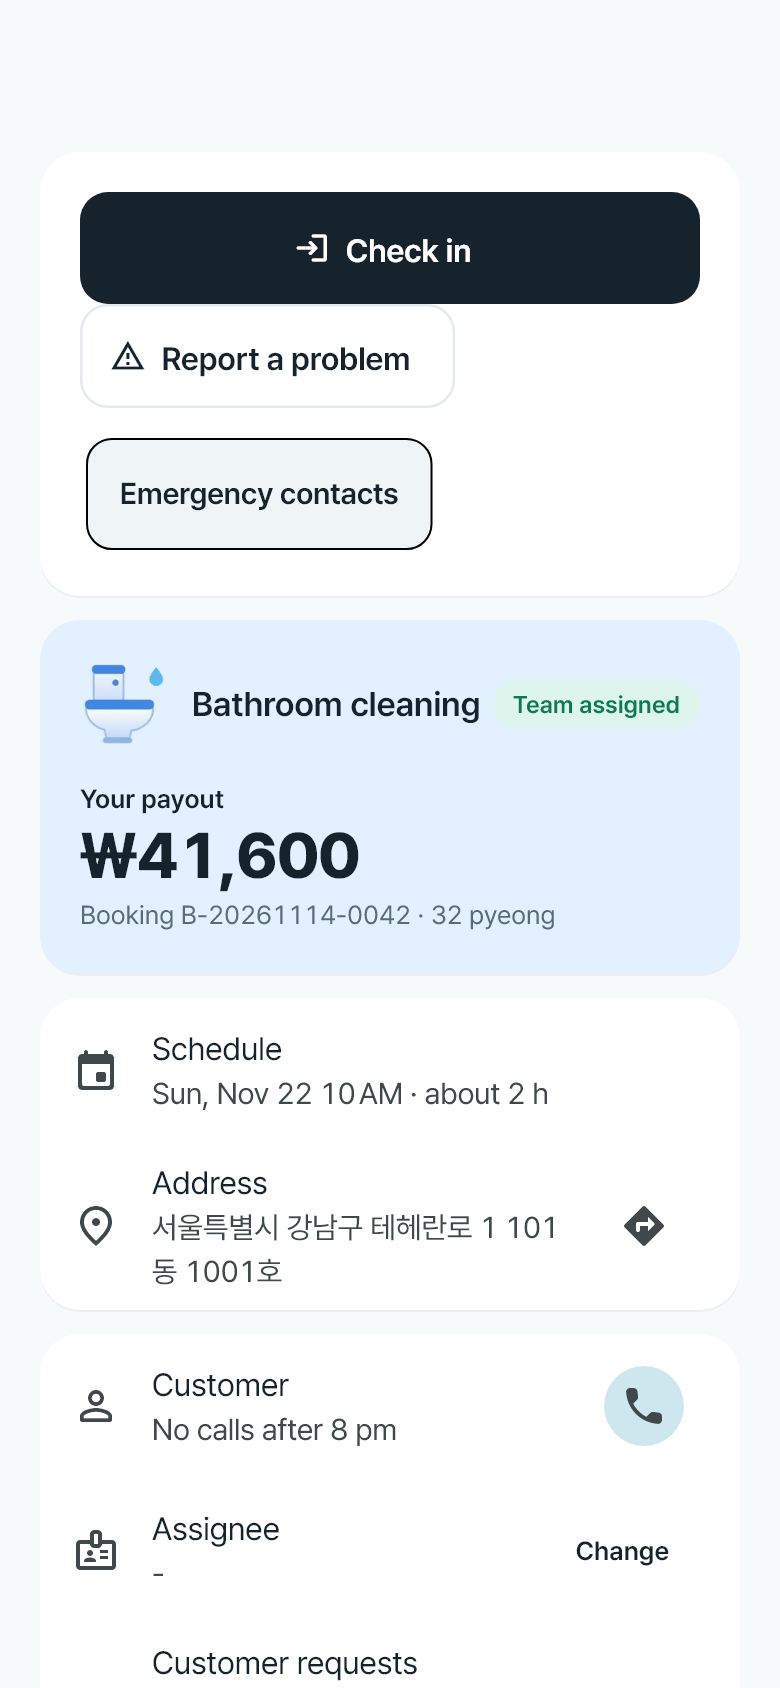 Check in
Report a problem
Emergency contacts
Bathroom cleaning
Team assigned
Your payout
₩41,600
Booking B-20261114-0042 · 32 pyeong
Schedule
Sun, Nov 22 10 AM · about 2 h
Address
서울특별시 강남구 테헤란로 1 101
동 1001호
Customer
No calls after 8 pm
Assignee
-
Change
Customer requests